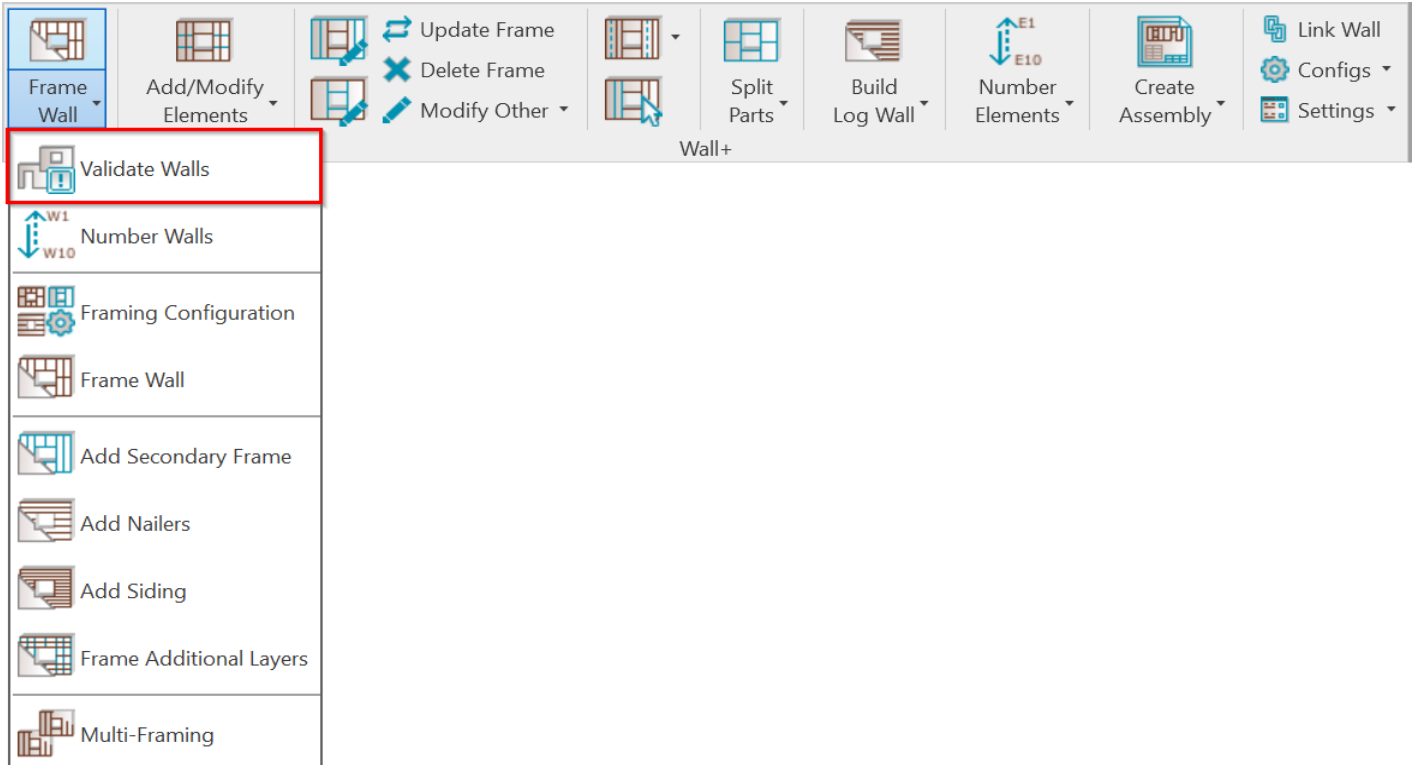 Frame
Wall
Add/Modify
Elements
Update Frame
Delete Frame
Modify Other
Split
Parts
Build
Log Wall
E1
E10
Number
Elements
Create
Assembly
Link Wall
Configs
Settings
Wall+
Validate Walls
W1
W10
Number Walls
Framing Configuration
Frame Wall
Add Secondary Frame
Add Nailers
Add Siding
Frame Additional Layers
Multi-Framing